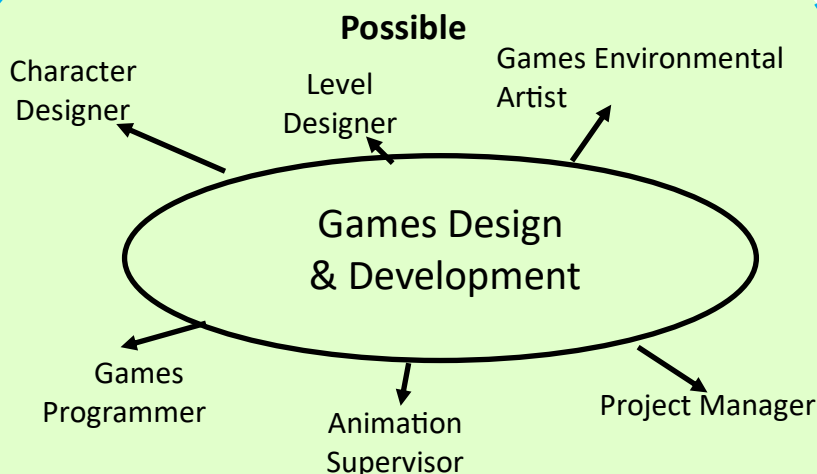 Possible
Character
Designer
Level
Designer
Games Environmental
Artist
Games Design
& Development
Games
Programmer
Animation
Supervisor
Project Manager